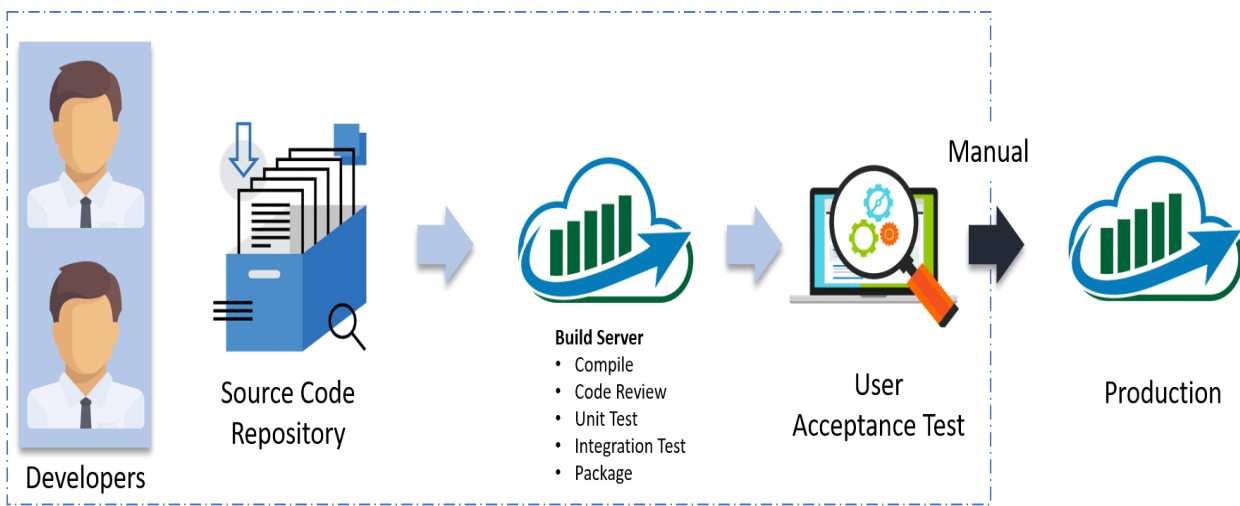 Developers
Source Code
Repository
Build Server
• Compile
• Code Review
• Unit Test
• Integration Test
• Package
User
Acceptance Test
Manual
Production